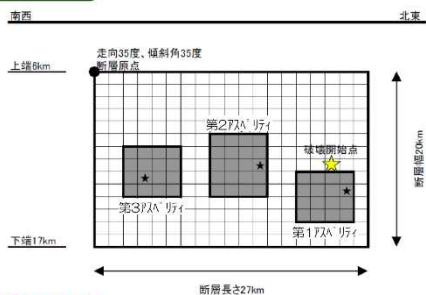 南西
北東
走向35度、傾斜角35度
断層原点
上端6km
第2アスペリティ
破壊開始点
第3アスペリティ
第1アスペリティ
下端17km
断層幅20km
断層長さ27km